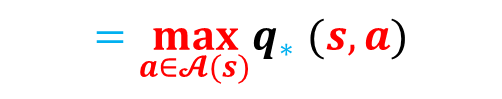 = max q* (s, a)
a∈𝒜(s)